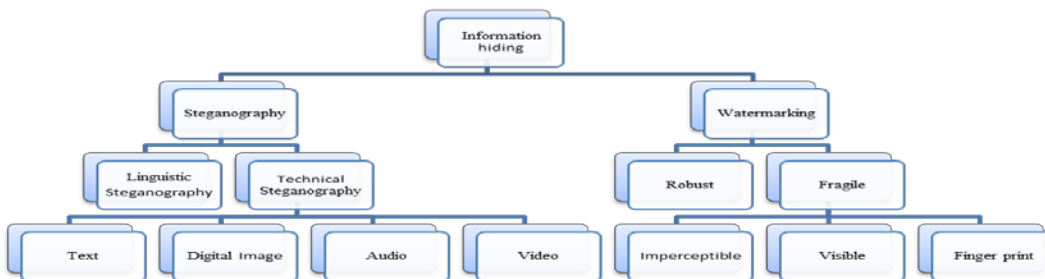 Information
hiding
Steganography
Watermarking
Linguistic
Steganography
Technical
Steganography
Robust
Fragile
Text
Digital Image
Audio
Video
Imperceptible
Visible
Finger print